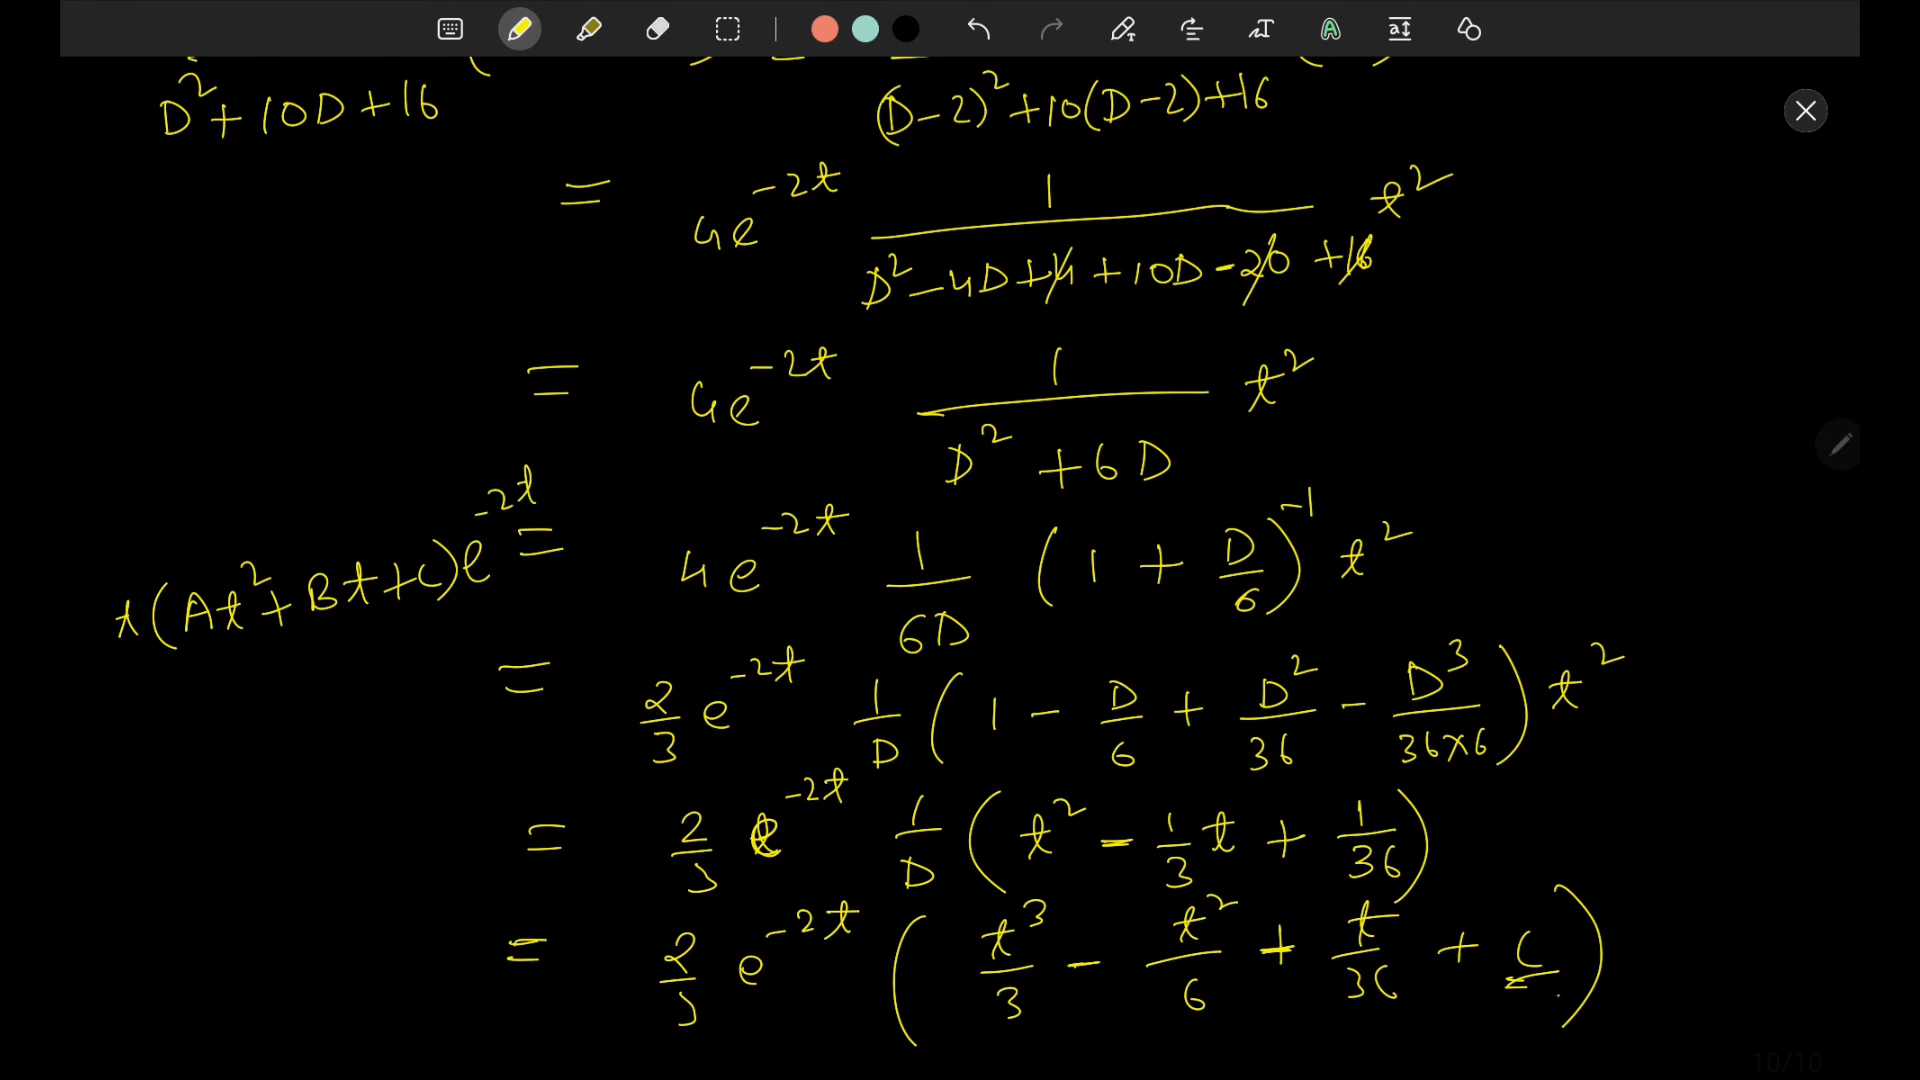 D² + 10D + 16
(D - 2)² + 10(D - 2) + 16
= 4e^{-2t} 1/(D² - 4D + 4 + 10D - 20 + 16) t²
= 4e^{-2t} 1/(D² + 6D) t²
t(At² + Bt + C)e^{-2t} = 4e^{-2t} 1/(6D) (1 + D/6)^{-1} t²
= 2/3 e^{-2t} 1/D (1 - D/6 + D²/36 - D³/(36×6)) t²
= 2/3 e^{-2t} 1/D (t² - 1/3 t + 1/36)
= 2/3 e^{-2t} (t³/3 - t²/6 + t/36 + C)
10/10